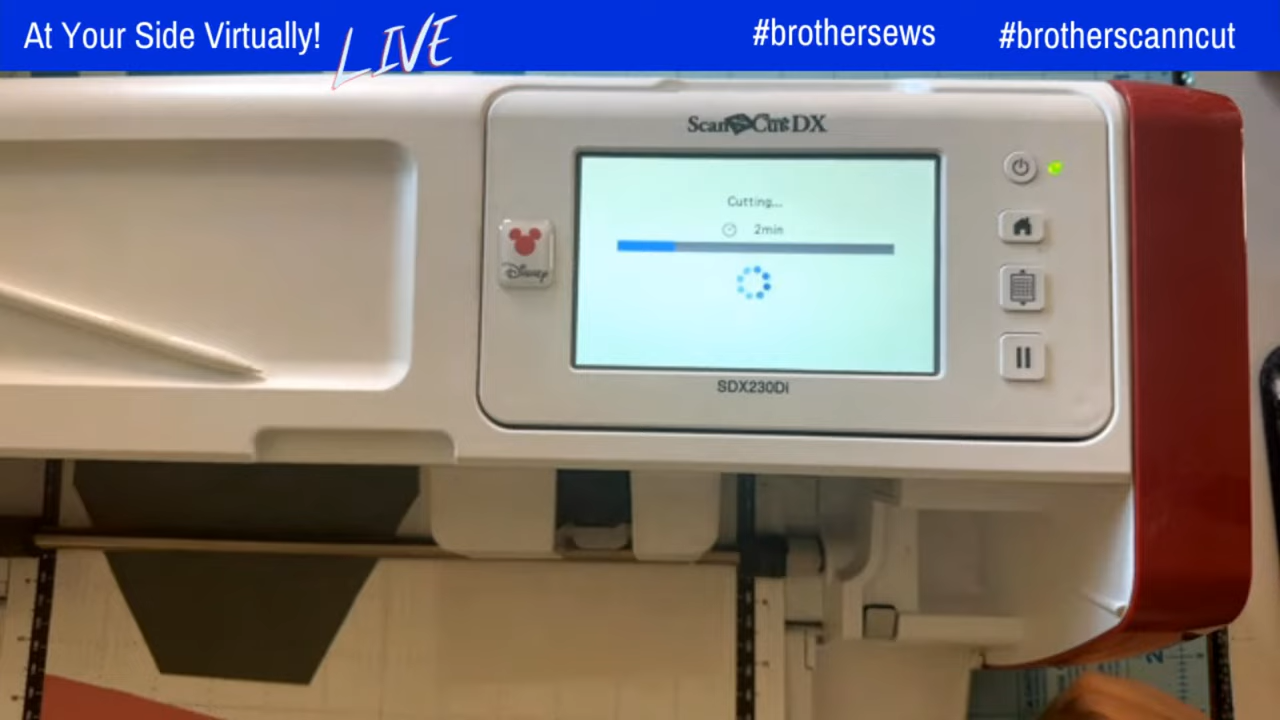 At Your Side Virtually! LIVE #brothersews #brotherscanncut
ScanNCut DX
Cutting...
2min
Disney
SDX230Di